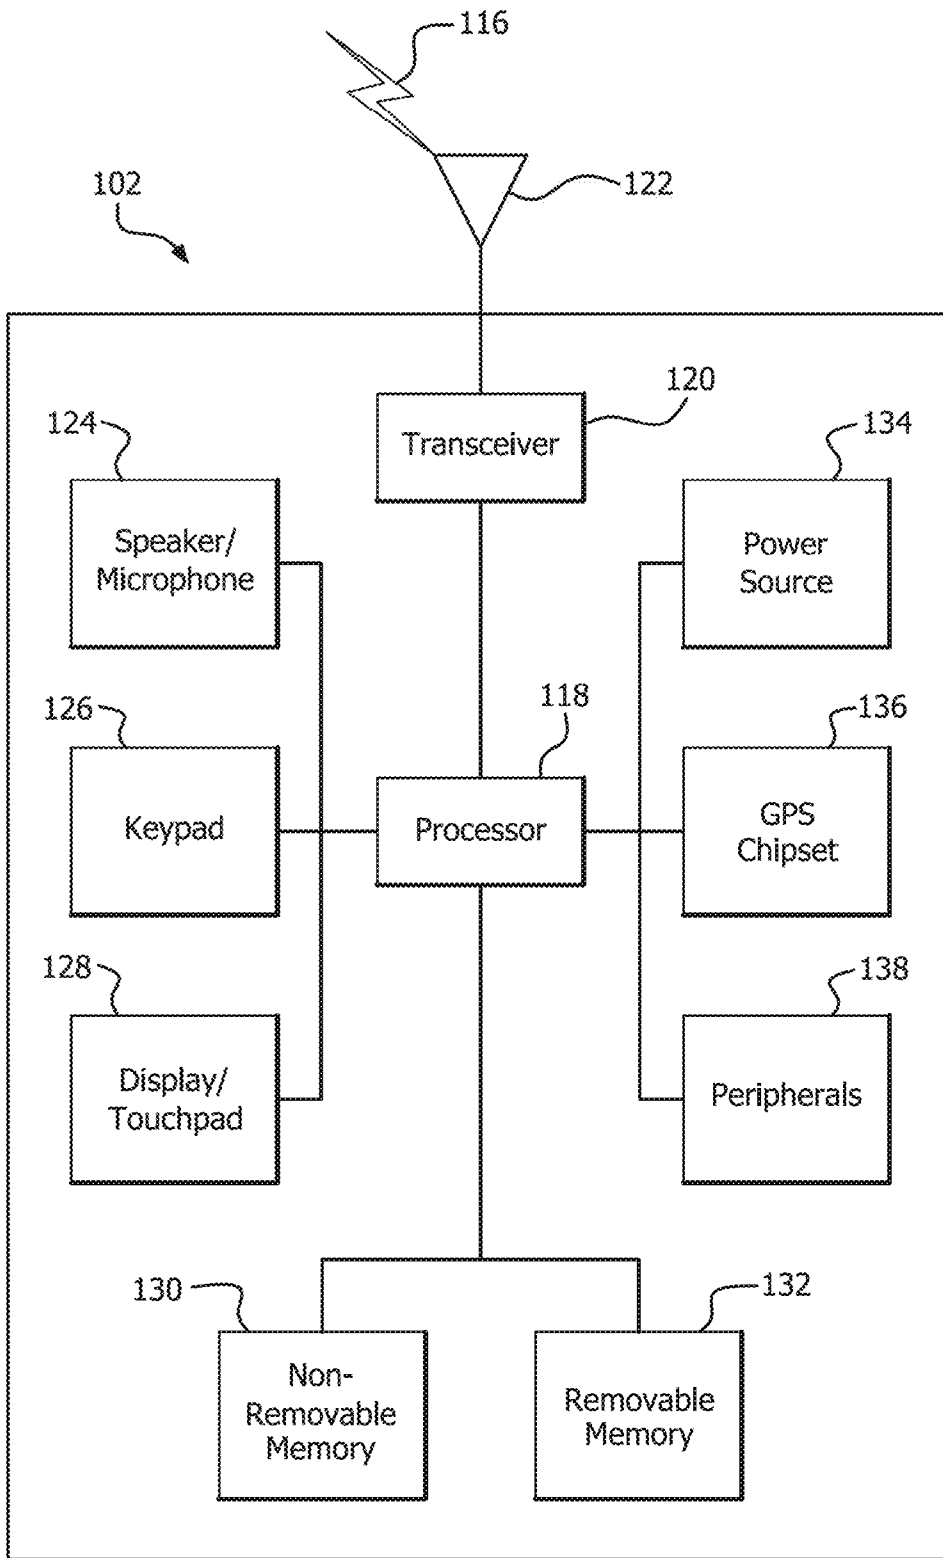 116
122
102
120
Transceiver
124
Speaker/
Microphone
134
Power
Source
126
Keypad
118
Processor
136
GPS
Chipset
128
Display/
Touchpad
138
Peripherals
130
Non-
Removable
Memory
132
Removable
Memory